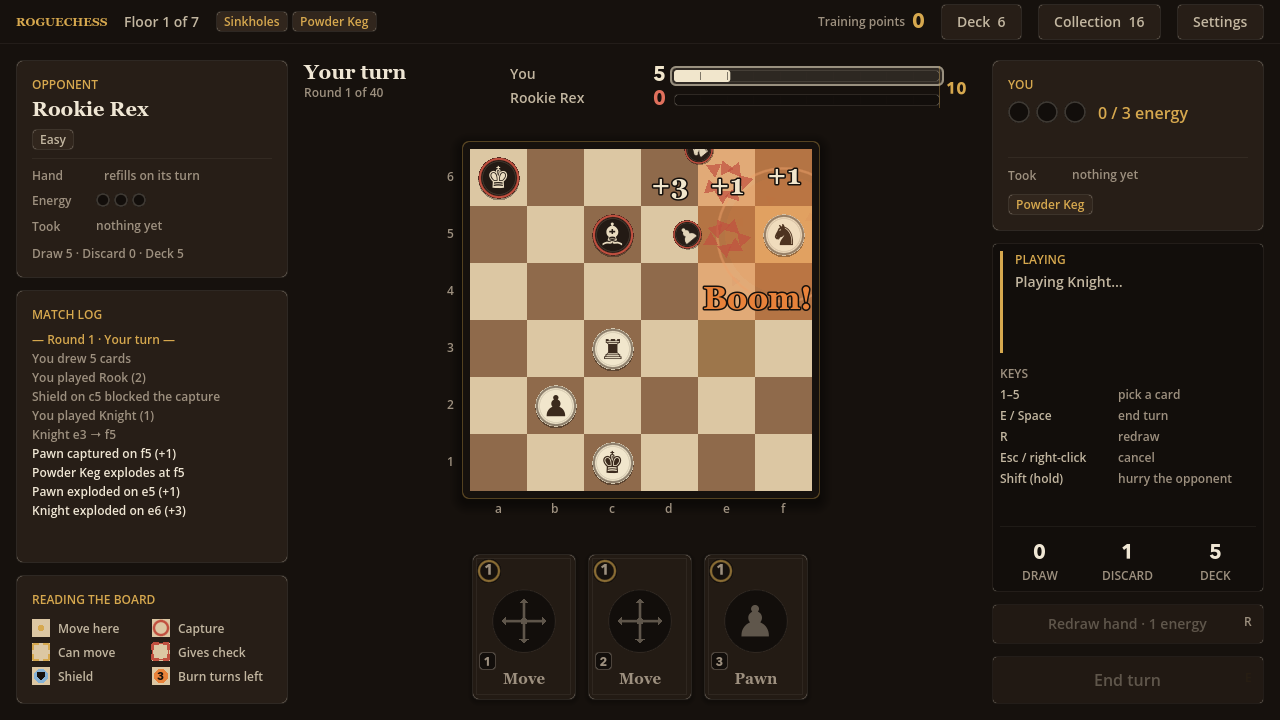 ROGUECHESS Floor 1 of 7 Sinkholes Powder Keg
Training points 0 Deck 6 Collection 16 Settings
OPPONENT
Rookie Rex
Easy
Hand refills on its turn
Energy
Took nothing yet
Draw 5 · Discard 0 · Deck 5
MATCH LOG
— Round 1 · Your turn —
You drew 5 cards
You played Rook (2)
Shield on c5 blocked the capture
You played Knight (1)
Knight e3 → f5
Pawn captured on f5 (+1)
Powder Keg explodes at f5
Pawn exploded on e5 (+1)
Knight exploded on e6 (+3)
READING THE BOARD
Move here Capture
Can move Gives check
Shield 3 Burn turns left
Your turn
Round 1 of 40
You 5
Rookie Rex 0
10
6
5
4
3
2
1
+3 +1 +1
Boom!
a b c d e f
1 1 Move
1 2 Move
1 3 Pawn
YOU
0 / 3 energy
Took nothing yet
Powder Keg
PLAYING
Playing Knight...
KEYS
1–5 pick a card
E / Space end turn
R redraw
Esc / right-click cancel
Shift (hold) hurry the opponent
0 1 5
DRAW DISCARD DECK
Redraw hand · 1 energy R
End turn